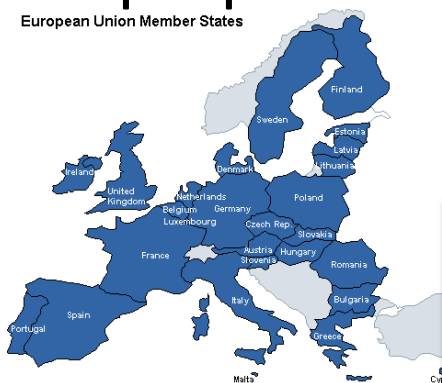 European Union Member States
Finland
Sweden
Estonia
Latvia
Lithuania
Denmark
Ireland
United
Kingdom
Netherlands
Belgium
Luxembourg
Germany
Poland
Czech Rep.
Slovakia
Austria
Hungary
Slovenia
France
Romania
Italy
Bulgaria
Portugal
Spain
Greece
Malta